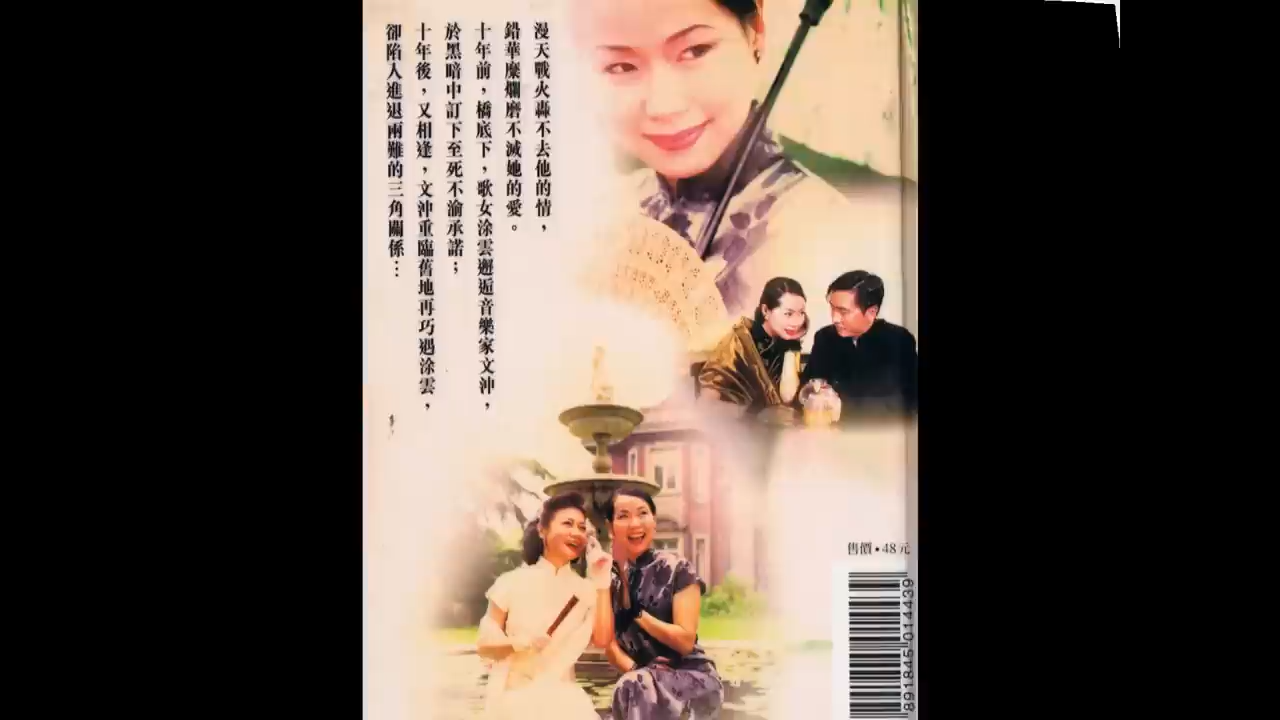 漫天戰火轟不去他的情，
鉛華糜爛磨不滅她的愛。
十年前，橋底下，歌女涂雲邂逅音樂家文沖，
於黑暗中訂下至死不渝承諾；
十年後，又相逢，文沖重臨舊地再巧遇涂雲，
卻陷入進退兩難的三角關係…
售價•48元
891845 014439